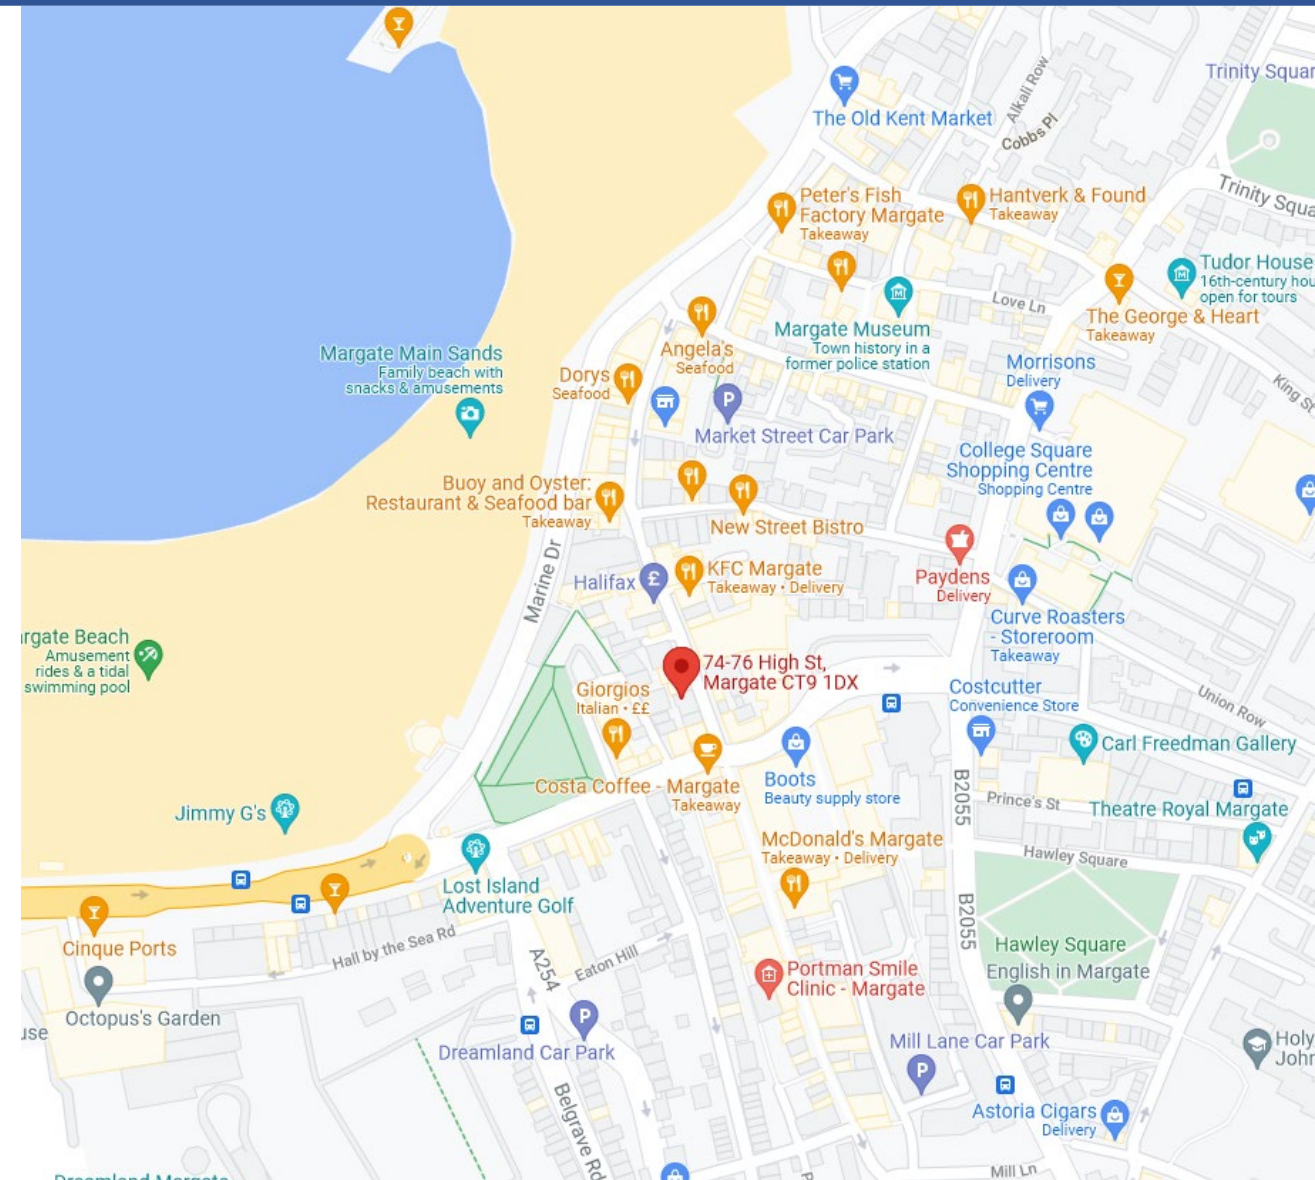 Trinity Squar
Alkali Row
Cobbs Pl
The Old Kent Market
Trinity Squa
Peter's Fish
Factory Margate
Takeaway
Hantverk & Found
Takeaway
Tudor House
16th-century hou
open for tours
Love Ln
The George & Heart
Takeaway
Margate Museum
Town history in a
former police station
Angela's
Seafood
Margate Main Sands
Family beach with
snacks & amusements
Dorys
Seafood
Morrisons
Delivery
King St
P
Market Street Car Park
College Square
Shopping Centre
Shopping Centre
Buoy and Oyster:
Restaurant & Seafood bar
Takeaway
New Street Bistro
Marine Dr
Halifax
£
KFC Margate
Takeaway • Delivery
Paydens
Delivery
Curve Roasters
- Storeroom
Takeaway
argate Beach
Amusement
rides & a tidal
swimming pool
74-76 High St,
Margate CT9 1DX
Giorgios
Italian • ££
Costcutter
Convenience Store
Union Row
Carl Freedman Gallery
Costa Coffee - Margate
Takeaway
Boots
Beauty supply store
B2055
Prince's St
Theatre Royal Margate
Jimmy G's
McDonald's Margate
Takeaway • Delivery
Hawley Square
Lost Island
Adventure Golf
B2055
Cinque Ports
Hall by the Sea Rd
A254
Eaton Hill
Hawley Square
English in Margate
Portman Smile
Clinic - Margate
Octopus's Garden
use
P
Dreamland Car Park
Mill Lane Car Park
P
Holy
John
Belgrave Rd
Astoria Cigars
Delivery
Mill Ln
Dreamland Margate